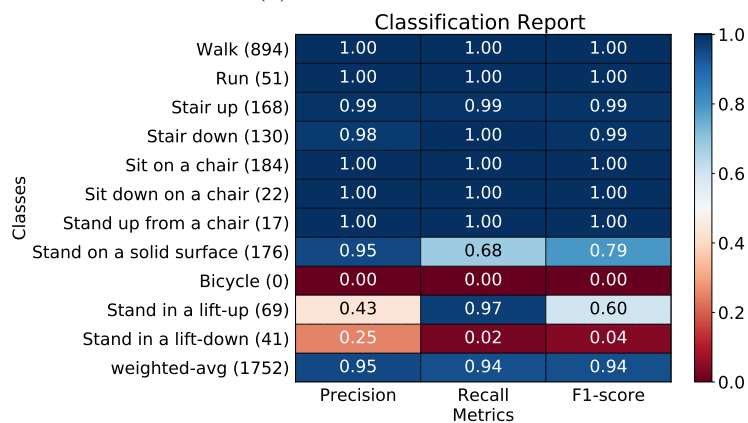 Classification Report
Walk (894) 1.00 1.00 1.00 1.0
Run (51) 1.00 1.00 1.00
Stair up (168) 0.99 0.99 0.99
Stair down (130) 0.98 1.00 0.99 0.8
Sit on a chair (184) 1.00 1.00 1.00
Sit down on a chair (22) 1.00 1.00 1.00 0.6
Stand up from a chair (17) 1.00 1.00 1.00
Classes
Stand on a solid surface (176) 0.95 0.68 0.79 0.4
Bicycle (0) 0.00 0.00 0.00
Stand in a lift-up (69) 0.43 0.97 0.60 0.2
Stand in a lift-down (41) 0.25 0.02 0.04
weighted-avg (1752) 0.95 0.94 0.94 0.0
Precision Recall F1-score
Metrics